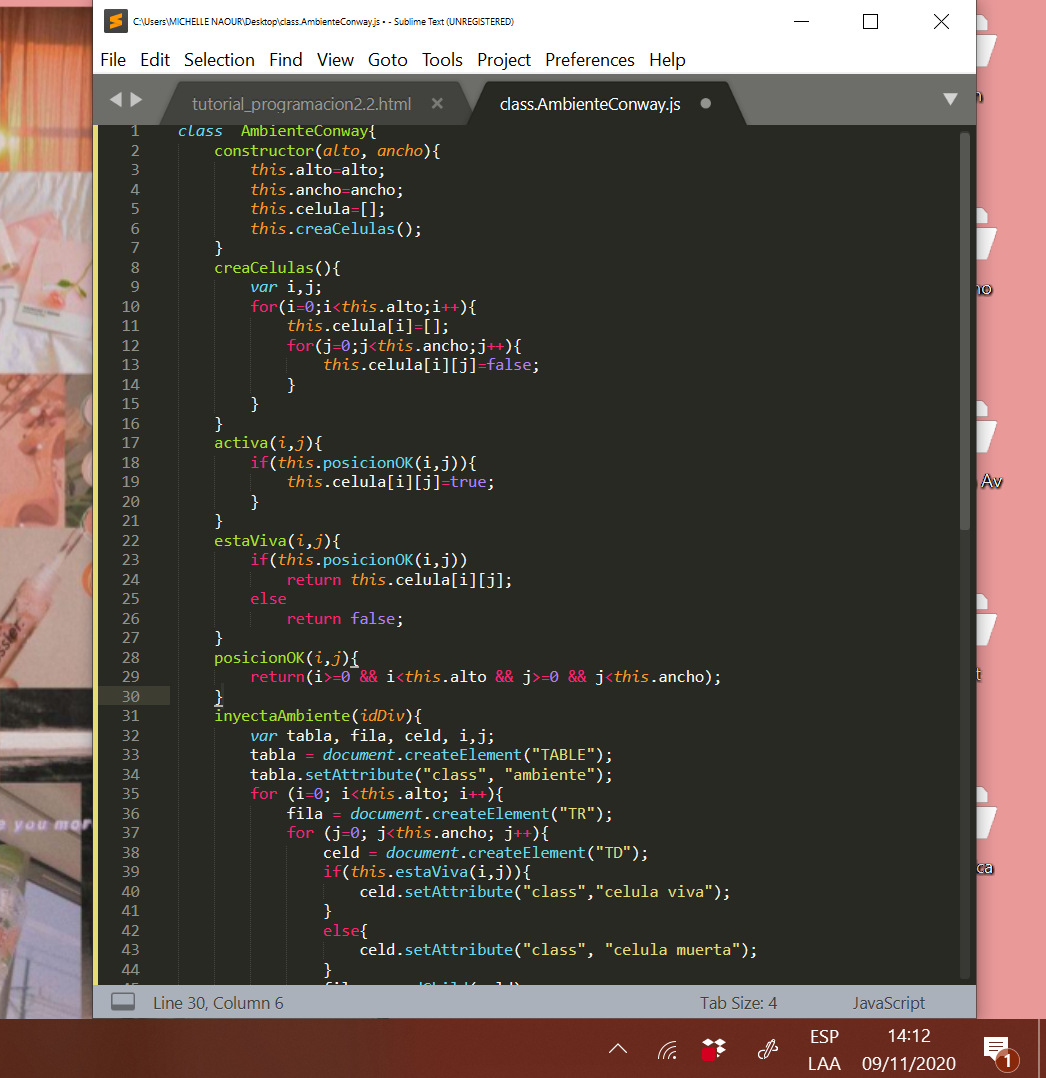 C:\Users\MICHELLE NAOUR\Desktop\class.AmbienteConway.js • - Sublime Text (UNREGISTERED)
File Edit Selection Find View Goto Tools Project Preferences Help
tutorial_programacion2.2.html × class.AmbienteConway.js
1 class  AmbienteConway{
2 constructor(alto, ancho){
3 this.alto=alto;
4 this.ancho=ancho;
5 this.celula=[];
6 this.creaCelulas();
7 }
8 creaCelulas(){
9 var i,j;
10 for(i=0;i<this.alto;i++){
11 this.celula[i]=[];
12 for(j=0;j<this.ancho;j++){
13 this.celula[i][j]=false;
14 }
15 }
16 }
17 activa(i,j){
18 if(this.posicionOK(i,j)){
19 this.celula[i][j]=true;
20 }
21 }
22 estaViva(i,j){
23 if(this.posicionOK(i,j))
24 return this.celula[i][j];
25 else
26 return false;
27 }
28 posicionOK(i,j){
29 return(i>=0 && i<this.alto && j>=0 && j<this.ancho);
30 }
31 inyectaAmbiente(idDiv){
32 var tabla, fila, celd, i,j;
33 tabla = document.createElement("TABLE");
34 tabla.setAttribute("class", "ambiente");
35 for (i=0; i<this.alto; i++){
36 fila = document.createElement("TR");
37 for (j=0; j<this.ancho; j++){
38 celd = document.createElement("TD");
39 if(this.estaViva(i,j)){
40 celd.setAttribute("class","celula viva");
41 }
42 else{
43 celd.setAttribute("class", "celula muerta");
44 }
Line 30, Column 6 Tab Size: 4 JavaScript
Av
e you mor
ESP
LAA
14:12
09/11/2020
1